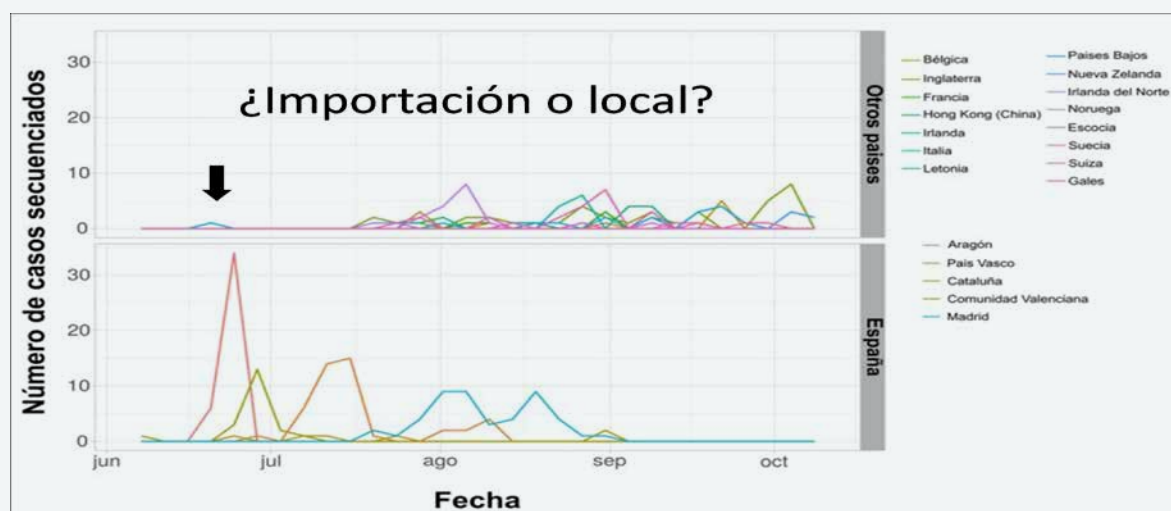 Número de casos secuenciados
30
20
10
0
¿Importación o local?
Otros paises
30
20
10
0
España
jun
jul
ago
sep
oct
Fecha
Bélgica
Inglaterra
Francia
Hong Kong (China)
Irlanda
Italia
Letonia
Paises Bajos
Nueva Zelanda
Irlanda del Norte
Noruega
Escocia
Suecia
Suiza
Gales
Aragón
Pais Vasco
Cataluña
Comunidad Valenciana
Madrid